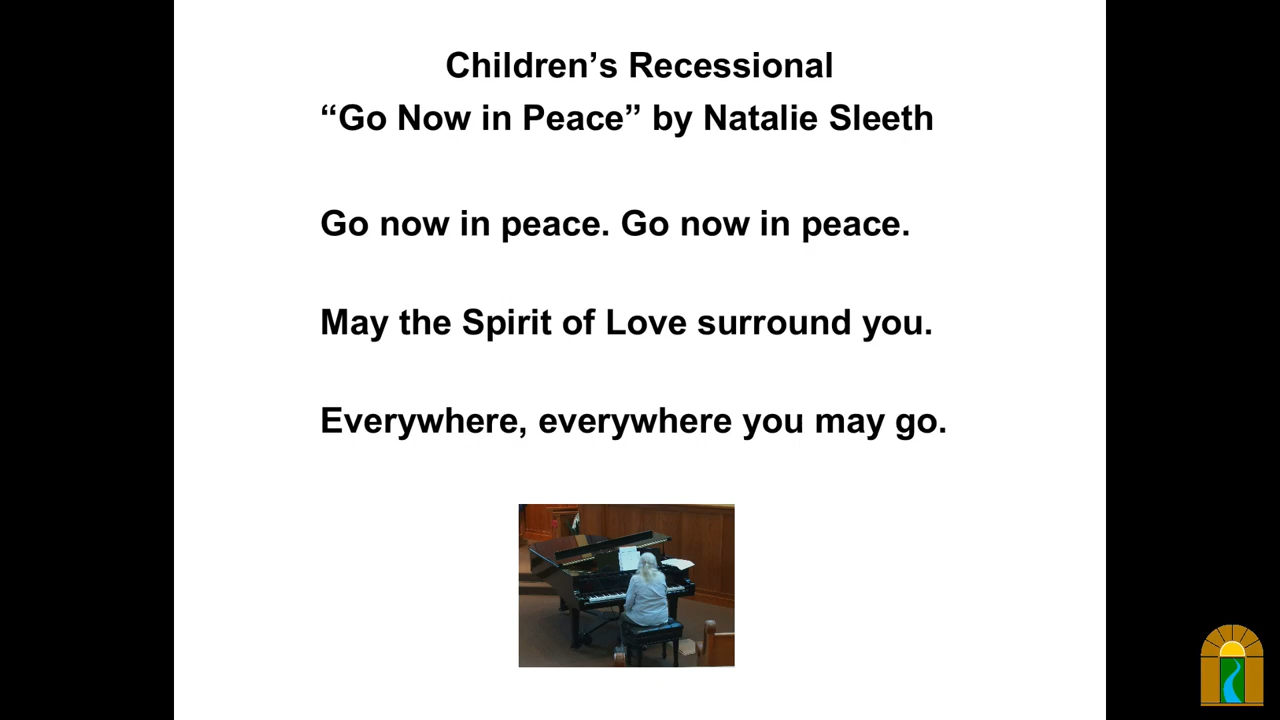 Children’s Recessional
“Go Now in Peace” by Natalie Sleeth
Go now in peace. Go now in peace.
May the Spirit of Love surround you.
Everywhere, everywhere you may go.